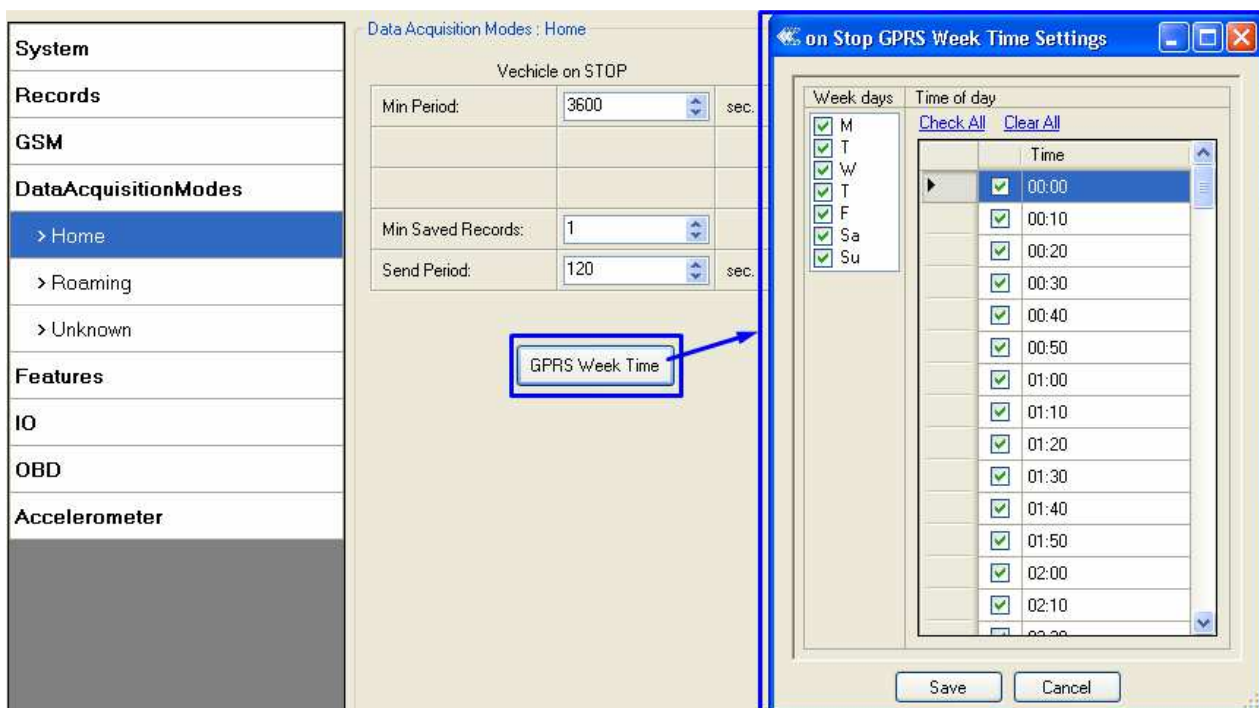 System
Records
GSM
DataAcquisitionModes
> Home
> Roaming
> Unknown
Features
IO
OBD
Accelerometer
Data Acquisition Modes : Home
Vechicle on STOP
Min Period: 3600 sec.
Min Saved Records: 1
Send Period: 120 sec.
GPRS Week Time
on Stop GPRS Week Time Settings
Week days
M
T
W
T
F
Sa
Su
Time of day
Check All Clear All
Time
00:00
00:10
00:20
00:30
00:40
00:50
01:00
01:10
01:20
01:30
01:40
01:50
02:00
02:10
Save Cancel